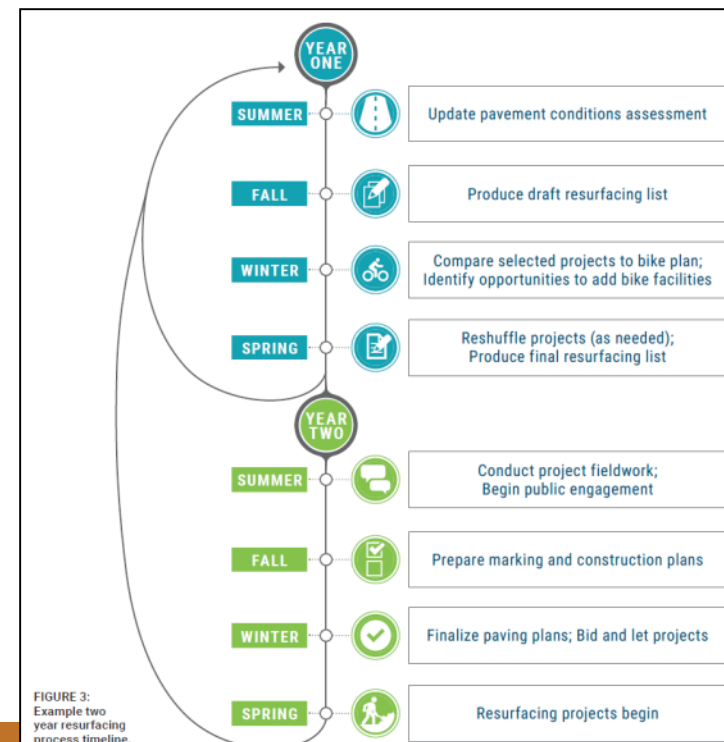 YEAR
ONE
SUMMER
Update pavement conditions assessment
FALL
Produce draft resurfacing list
WINTER
Compare selected projects to bike plan;
Identify opportunities to add bike facilities
SPRING
Reshuffle projects (as needed);
Produce final resurfacing list
YEAR
TWO
SUMMER
Conduct project fieldwork;
Begin public engagement
FALL
Prepare marking and construction plans
WINTER
Finalize paving plans; Bid and let projects
SPRING
Resurfacing projects begin
FIGURE 3:
Example two
year resurfacing
process timeline.